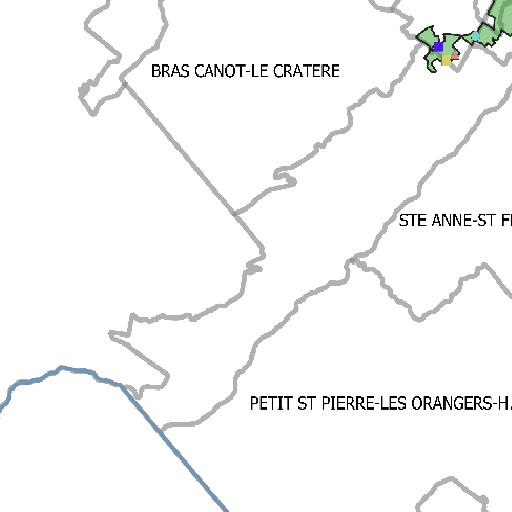 BRAS CANOT-LE CRATERE
STE ANNE-ST F
PETIT ST PIERRE-LES ORANGERS-H.